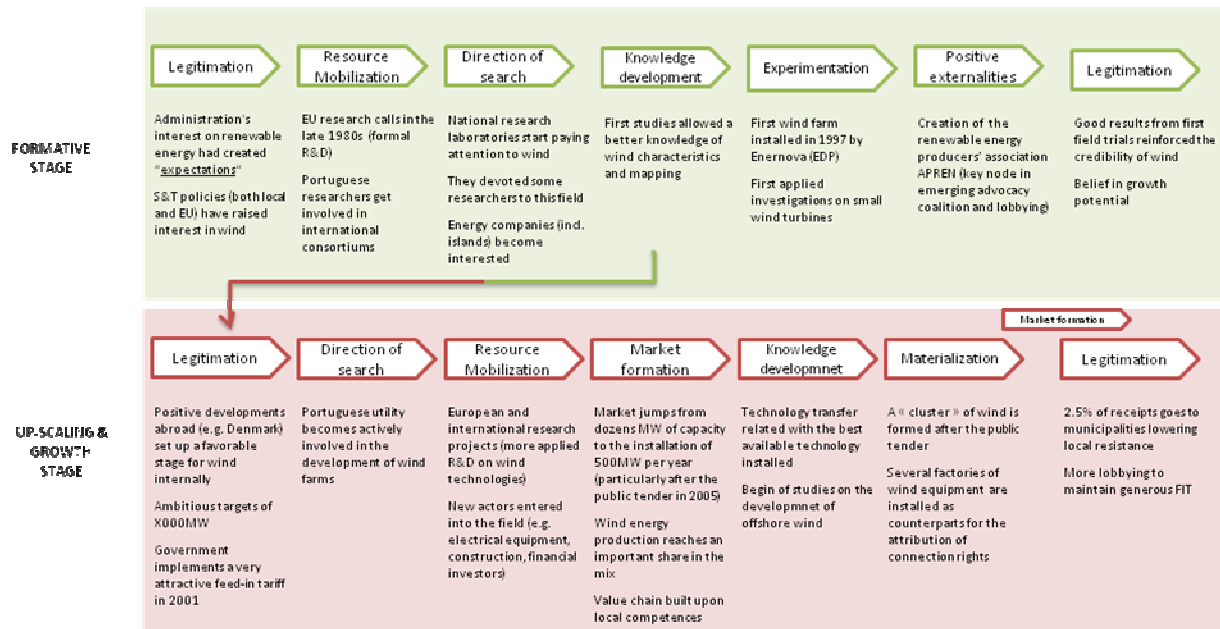 FORMATIVE
STAGE
Legitimation
Administration's
interest on renewable
energy had created
"expectations"
S&T policies (both local
and EU) have raised
interest in wind
Resource
Mobilization
EU research calls in the
late 1980s (formal
R&D)
Portuguese
researchers get
involved in
international
consortiums
Direction of
search
National research
laboratories start paying
attention to wind
They devoted some
researchers to this field
Energy companies (incl.
islands) become
interested
Knowledge
development
First studies allowed a
better knowledge of
wind characteristics
and mapping
Experimentation
First wind farm
installed in 1997 by
Enernova (EDP)
First applied
investigations on small
wind turbines
Positive
externalities
Creation of the
renewable energy
producers' association
APREN (key node in
emerging advocacy
coalition and lobbying)
Legitimation
Good results from first
field trials reinforced the
credibility of wind
Belief in growth
potential
UP-SCALING &
GROWTH
STAGE
Legitimation
Positive developments
abroad (e.g. Denmark)
set up a favorable
stage for wind
internally
Ambitious targets of
X000MW
Government
implements a very
attractive feed-in tariff
in 2001
Direction of
search
Portuguese utility
becomes actively
involved in the
development of wind
farms
Resource
Mobilization
European and
international research
projects (more applied
R&D on wind
technologies)
New actors entered
into the field (e.g.
electrical equipment,
construction, financial
investors)
Market
formation
Market jumps from
dozens MW of capacity
to the installation of
500MW per year
(particularly after the
public tender in 2005)
Wind energy
production reaches an
important share in the
mix
Value chain built upon
local competences
Knowledge
developmnet
Technology transfer
related with the best
available technology
installed
Begin of studies on the
developmnet of
offshore wind
Materialization
A « cluster » of wind is
formed after the public
tender
Several factories of
wind equipment are
installed as
counterparts for the
attribution of
connection rights
Market formation
Legitimation
2.5% of receipts goes to
municipalities lowering
local resistance
More lobbying to
maintain generous FIT